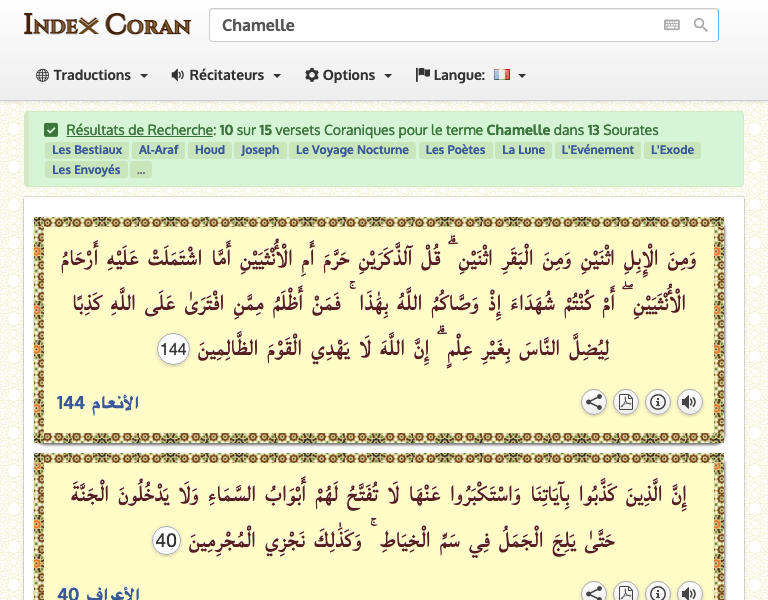 Index Coran
Chamelle
Traductions Récitateurs Options Langue:
Résultats de Recherche: 10 sur 15 versets Coraniques pour le terme Chamelle dans 13 Sourates
Les Bestiaux Al-Araf Houd Joseph Le Voyage Nocturne Les Poètes La Lune L'Evénement L'Exode
Les Envoyés ...
وَمِنَ الْإِبِلِ اثْنَيْنِ وَمِنَ الْبَقَرِ اثْنَيْنِ ۗ قُلْ آلذَّكَرَيْنِ حَرَّمَ أَمِ الْأُنْثَيَيْنِ أَمَّا اشْتَمَلَتْ عَلَيْهِ أَرْحَامُ
الْأُنْثَيَيْنِ ۖ أَمْ كُنْتُمْ شُهَدَاءَ إِذْ وَصَّاكُمُ اللَّهُ بِهَٰذَا ۚ فَمَنْ أَظْلَمُ مِمَّنِ افْتَرَىٰ عَلَى اللَّهِ كَذِبًا
لِيُضِلَّ النَّاسَ بِغَيْرِ عِلْمٍ ۗ إِنَّ اللَّهَ لَا يَهْدِي الْقَوْمَ الظَّالِمِينَ 144
الأنعام 144
إِنَّ الَّذِينَ كَذَّبُوا بِآيَاتِنَا وَاسْتَكْبَرُوا عَنْهَا لَا تُفَتَّحُ لَهُمْ أَبْوَابُ السَّمَاءِ وَلَا يَدْخُلُونَ الْجَنَّةَ
حَتَّىٰ يَلِجَ الْجَمَلُ فِي سَمِّ الْخِيَاطِ ۚ وَكَذَٰلِكَ نَجْزِي الْمُجْرِمِينَ 40
الأعراف 40